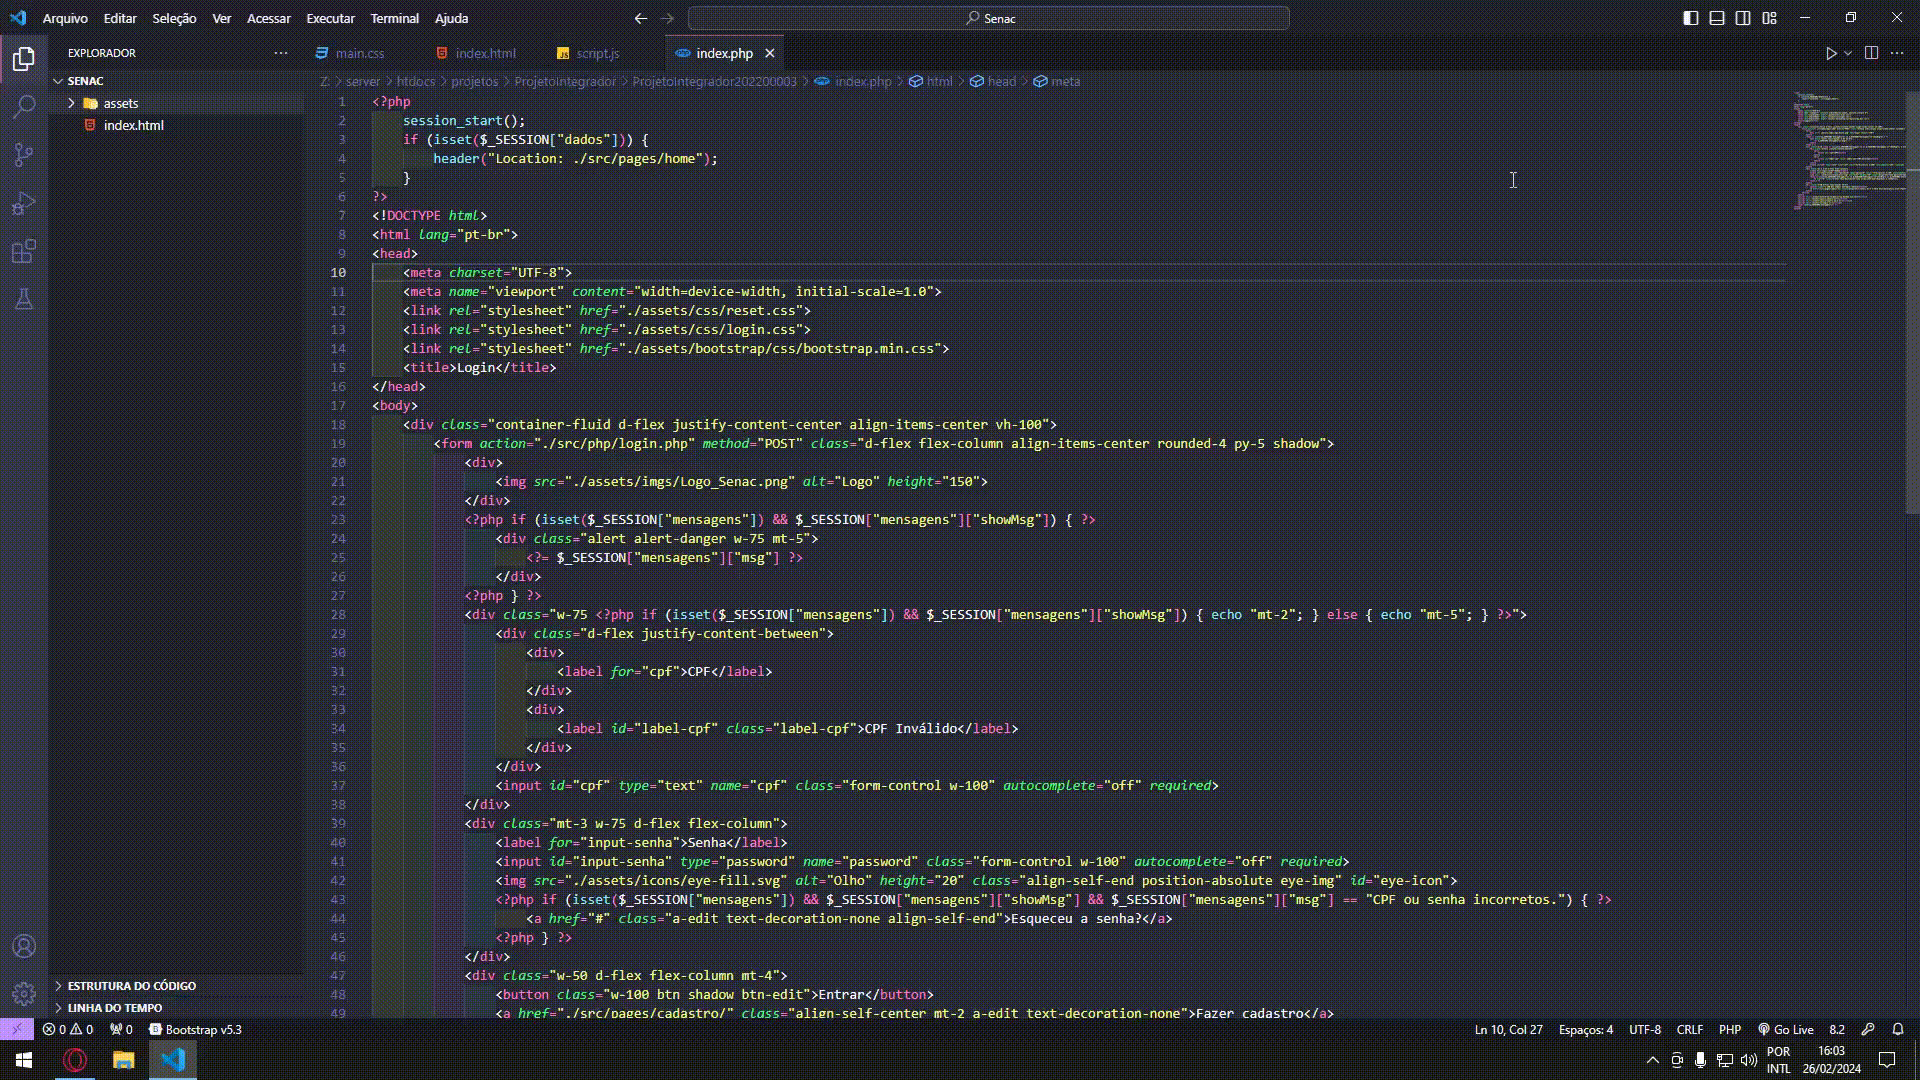 Arquivo Editar Seleção Ver Acessar Executar Terminal Ajuda
Senac
EXPLORADOR
main.css
index.html
script.js
index.php
SENAC
assets
index.html
Z: > server > htdocs > projetos > ProjetoIntegrador > ProjetoIntegrador202200003 > index.php > html > head > meta
1 <?php
2 session_start();
3 if (isset($_SESSION["dados"])) {
4 header("Location: ./src/pages/home");
5 }
6 ?>
7 <!DOCTYPE html>
8 <html lang="pt-br">
9 <head>
10 <meta charset="UTF-8">
11 <meta name="viewport" content="width=device-width, initial-scale=1.0">
12 <link rel="stylesheet" href="./assets/css/reset.css">
13 <link rel="stylesheet" href="./assets/css/login.css">
14 <link rel="stylesheet" href="./assets/bootstrap/css/bootstrap.min.css">
15 <title>Login</title>
16 </head>
17 <body>
18 <div class="container-fluid d-flex justify-content-center align-items-center vh-100">
19 <form action="./src/php/login.php" method="POST" class="d-flex flex-column align-items-center rounded-4 py-5 shadow">
20 <div>
21 <img src="./assets/imgs/Logo_Senac.png" alt="Logo" height="150">
22 </div>
23 <?php if (isset($_SESSION["mensagens"]) && $_SESSION["mensagens"]["showMsg"]) { ?>
24 <div class="alert alert-danger w-75 mt-5">
25 <?= $_SESSION["mensagens"]["msg"] ?>
26 </div>
27 <?php } ?>
28 <div class="w-75 <?php if (isset($_SESSION["mensagens"]) && $_SESSION["mensagens"]["showMsg"]) { echo "mt-2"; } else { echo "mt-5"; } ?>">
29 <div class="d-flex justify-content-between">
30 <div>
31 <label for="cpf">CPF</label>
32 </div>
33 <div>
34 <label id="label-cpf" class="label-cpf">CPF Inválido</label>
35 </div>
36 </div>
37 <input id="cpf" type="text" name="cpf" class="form-control w-100" autocomplete="off" required>
38 </div>
39 <div class="mt-3 w-75 d-flex flex-column">
40 <label for="input-senha">Senha</label>
41 <input id="input-senha" type="password" name="password" class="form-control w-100" autocomplete="off" required>
42 <img src="./assets/icons/eye-fill.svg" alt="Olho" height="20" class="align-self-end position-absolute eye-img" id="eye-icon">
43 <?php if (isset($_SESSION["mensagens"]) && $_SESSION["mensagens"]["showMsg"] && $_SESSION["mensagens"]["msg"] == "CPF ou senha incorretos.") { ?>
44 <a href="#" class="a-edit text-decoration-none align-self-end">Esqueceu a senha?</a>
45 <?php } ?>
46 </div>
47 <div class="w-50 d-flex flex-column mt-4">
48 <button class="w-100 btn shadow btn-edit">Entrar</button>
49 <a href="./src/pages/cadastro/" class="align-self-center mt-2 a-edit text-decoration-none">Fazer cadastro</a>
ESTRUTURA DO CÓDIGO
LINHA DO TEMPO
0 0 0 Bootstrap v5.3
Ln 10, Col 27 Espaços: 4 UTF-8 CRLF PHP Go Live 8.2
POR
INTL
16:03
26/02/2024